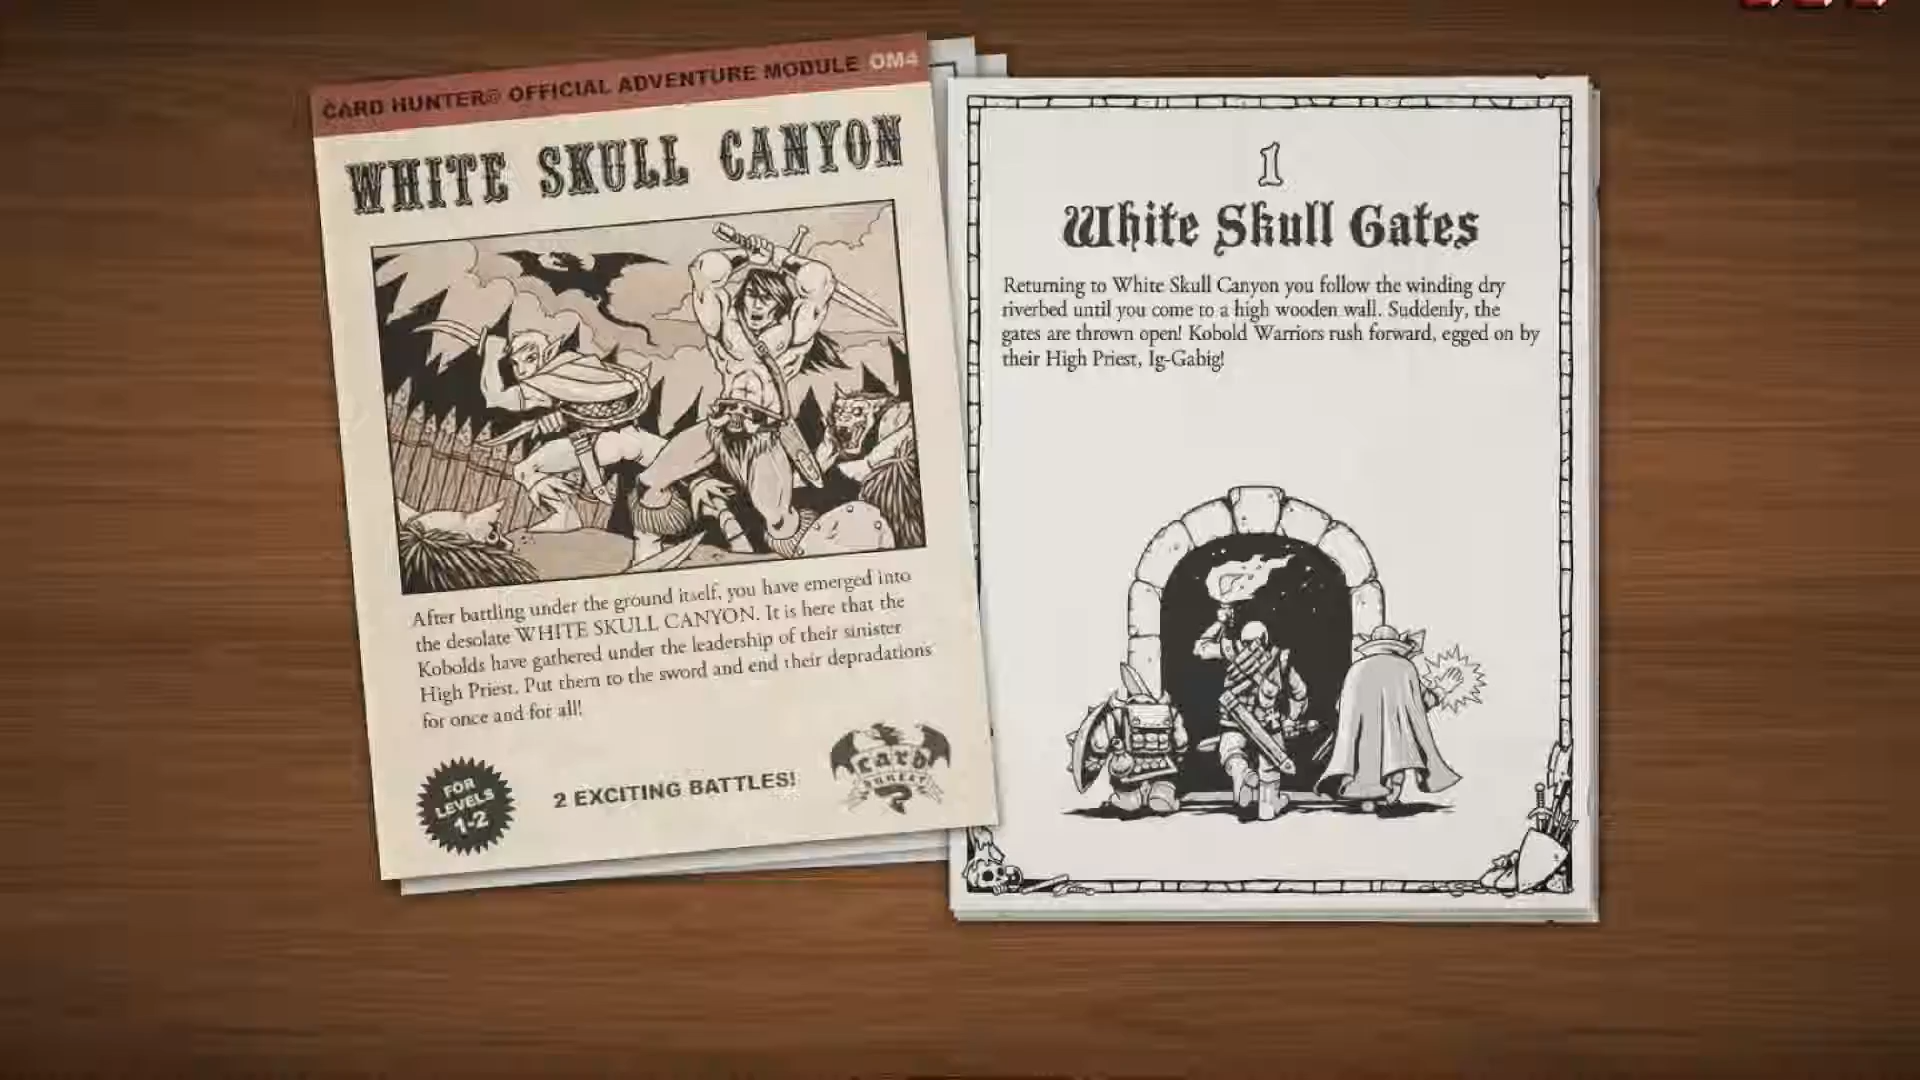 CARD HUNTER® OFFICIAL ADVENTURE MODULE OM4
WHITE SKULL CANYON
After battling under the ground itself, you have emerged into
the desolate WHITE SKULL CANYON. It is here that the
Kobolds have gathered under the leadership of their sinister
High Priest. Put them to the sword and end their depradations
for once and for all!
FOR
LEVELS
1-2
2 EXCITING BATTLES!
card
HUNTER
1
White Skull Gates
Returning to White Skull Canyon you follow the winding dry
riverbed until you come to a high wooden wall. Suddenly, the
gates are thrown open! Kobold Warriors rush forward, egged on by
their High Priest, Ig-Gabig!